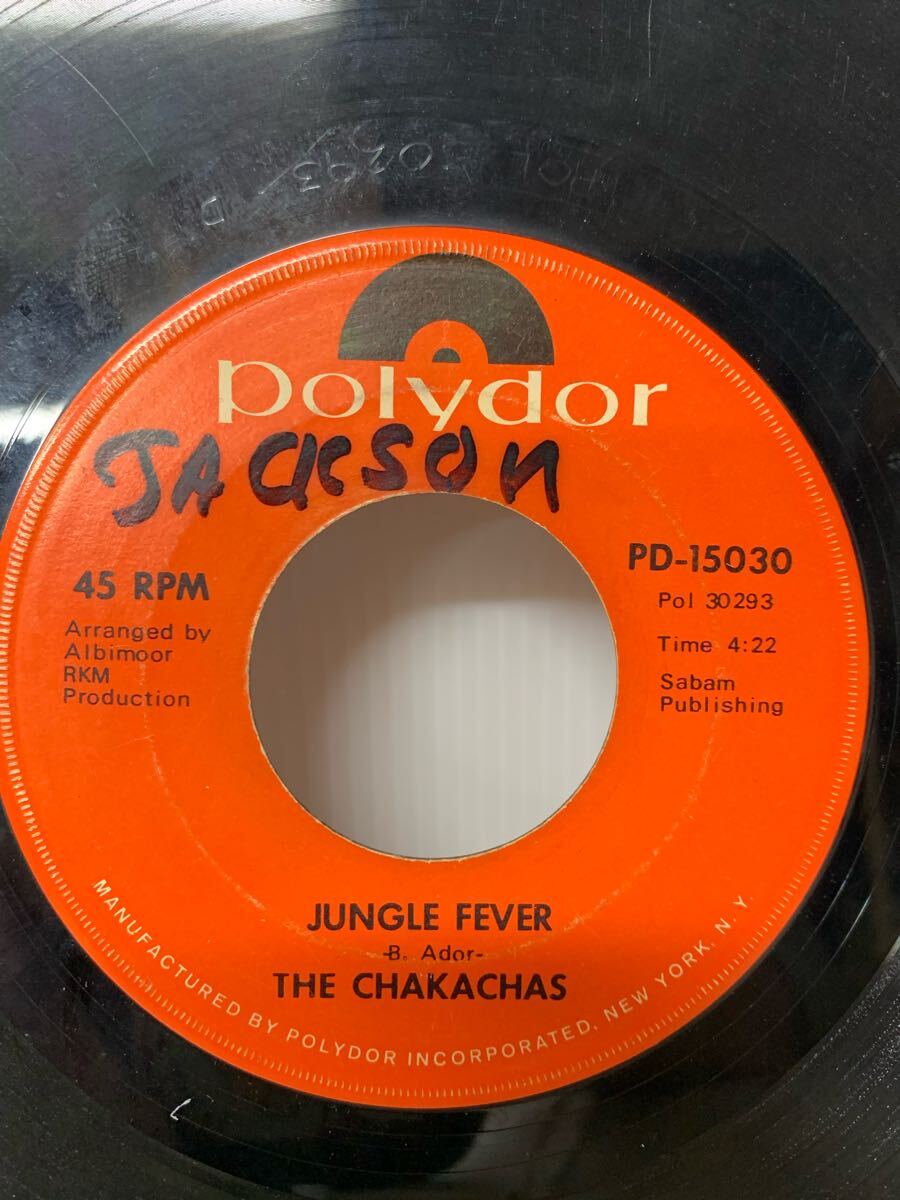 polydor
JACKSON
45 RPM
Arranged by
Albimoor
RKM
Production
PD-15030
Pol 30293
Time 4:22
Sabam
Publishing
JUNGLE FEVER
-B. Ador-
THE CHAKACHAS
MANUFACTURED BY POLYDOR INCORPORATED, NEW YORK, N.Y.